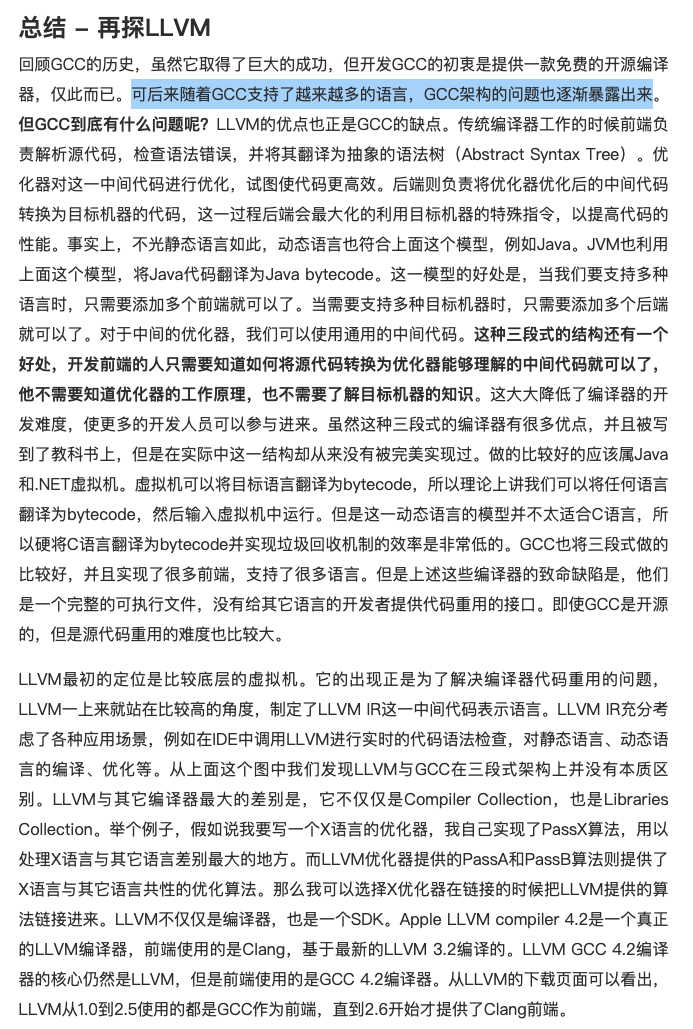 总结 – 再探LLVM
回顾GCC的历史，虽然它取得了巨大的成功，但开发GCC的初衷是提供一款免费的开源编译
器，仅此而已。可后来随着GCC支持了越来越多的语言，GCC架构的问题也逐渐暴露出来。
但GCC到底有什么问题呢？LLVM的优点也正是GCC的缺点。传统编译器工作的时候前端负
责解析源代码，检查语法错误，并将其翻译为抽象的语法树（Abstract Syntax Tree）。优
化器对这一中间代码进行优化，试图使代码更高效。后端则负责将优化器优化后的中间代码
转换为目标机器的代码，这一过程后端会最大化的利用目标机器的特殊指令，以提高代码的
性能。事实上，不光静态语言如此，动态语言也符合上面这个模型，例如Java。JVM也利用
上面这个模型，将Java代码翻译为Java bytecode。这一模型的好处是，当我们要支持多种
语言时，只需要添加多个前端就可以了。当需要支持多种目标机器时，只需要添加多个后端
就可以了。对于中间的优化器，我们可以使用通用的中间代码。这种三段式的结构还有一个
好处，开发前端的人只需要知道如何将源代码转换为优化器能够理解的中间代码就可以了，
他不需要知道优化器的工作原理，也不需要了解目标机器的知识。这大大降低了编译器的开
发难度，使更多的开发人员可以参与进来。虽然这种三段式的编译器有很多优点，并且被写
到了教科书上，但是在实际中这一结构却从来没有被完美实现过。做的比较好的应该属Java
和.NET虚拟机。虚拟机可以将目标语言翻译为bytecode，所以理论上讲我们可以将任何语言
翻译为bytecode，然后输入虚拟机中运行。但是这一动态语言的模型并不太适合C语言，所
以硬将C语言翻译为bytecode并实现垃圾回收机制的效率是非常低的。GCC也将三段式做的
比较好，并且实现了很多前端，支持了很多语言。但是上述这些编译器的致命缺陷是，他们
是一个完整的可执行文件，没有给其它语言的开发者提供代码重用的接口。即使GCC是开源
的，但是源代码重用的难度也比较大。
LLVM最初的定位是比较底层的虚拟机。它的出现正是为了解决编译器代码重用的问题，
LLVM一上来就站在比较高的角度，制定了LLVM IR这一中间代码表示语言。LLVM IR充分考
虑了各种应用场景，例如在IDE中调用LLVM进行实时的代码语法检查，对静态语言、动态语
言的编译、优化等。从上面这个图中我们发现LLVM与GCC在三段式架构上并没有本质区
别。LLVM与其它编译器最大的差别是，它不仅仅是Compiler Collection，也是Libraries
Collection。举个例子，假如说我要写一个X语言的优化器，我自己实现了PassX算法，用以
处理X语言与其它语言差别最大的地方。而LLVM优化器提供的PassA和PassB算法则提供了
X语言与其它语言共性的优化算法。那么我可以选择X优化器在链接的时候把LLVM提供的算
法链接进来。LLVM不仅仅是编译器，也是一个SDK。Apple LLVM compiler 4.2是一个真正
的LLVM编译器，前端使用的是Clang，基于最新的LLVM 3.2编译的。LLVM GCC 4.2编译
器的核心仍然是LLVM，但是前端使用的是GCC 4.2编译器。从LLVM的下载页面可以看出，
LLVM从1.0到2.5使用的都是GCC作为前端，直到2.6开始才提供了Clang前端。